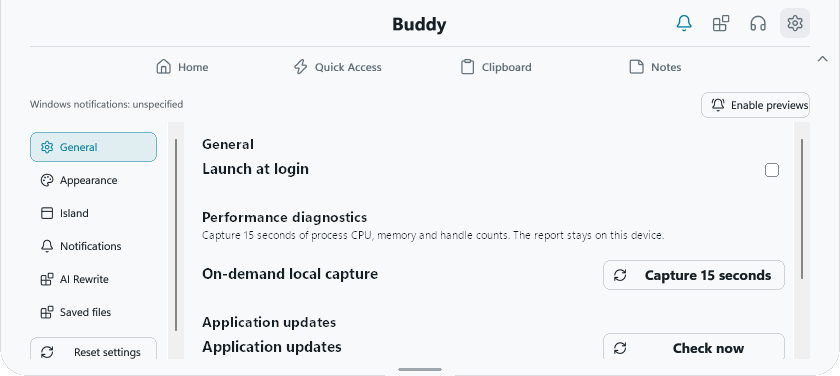 Buddy
Home
Quick Access
Clipboard
Notes
Windows notifications: unspecified
Enable previews
General
Appearance
Island
Notifications
AI Rewrite
Saved files
Reset settings
General
Launch at login
Performance diagnostics
Capture 15 seconds of process CPU, memory and handle counts. The report stays on this device.
On-demand local capture
Capture 15 seconds
Application updates
Application updates
Check now